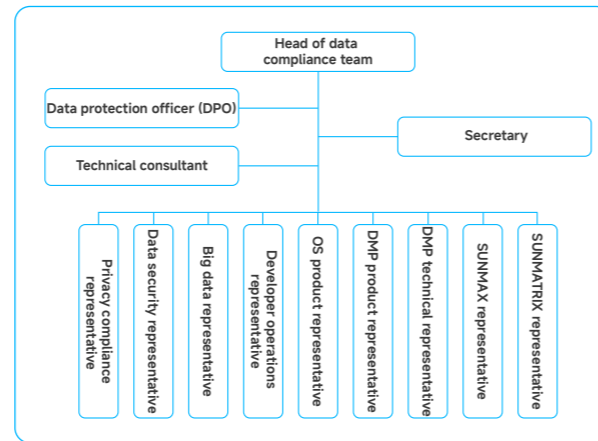 Head of data
compliance team
Data protection officer (DPO)
Secretary
Technical consultant
Privacy compliance
representative
Data security representative
Big data representative
Developer operations
representative
OS product representative
DMP product representative
DMP technical representative
SUNMAX representative
SUNMATRIX representative